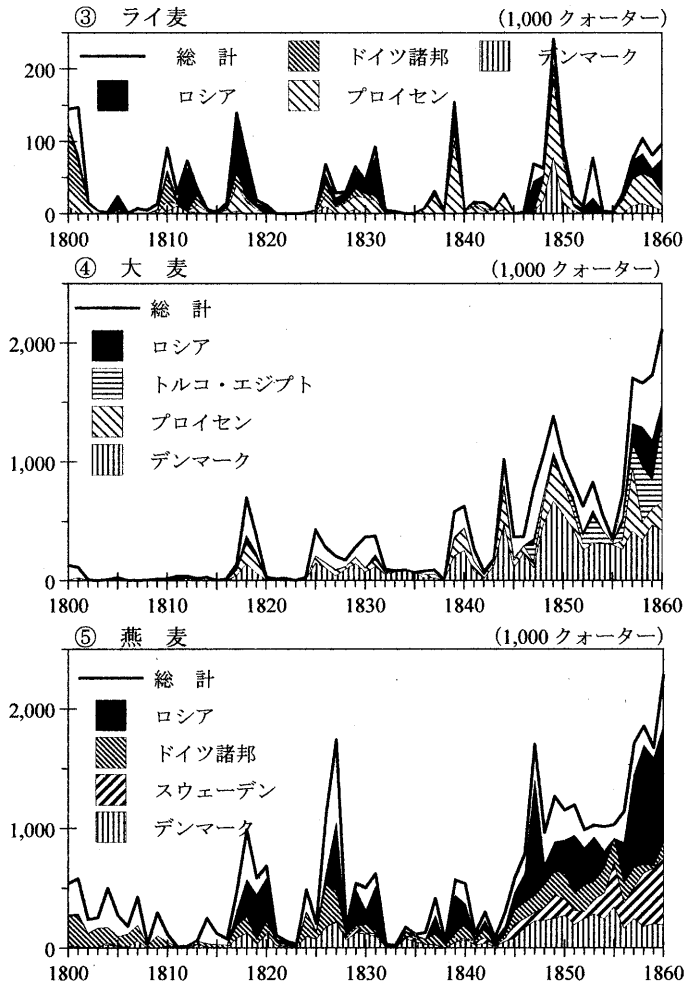 ③ ライ麦 (1,000 クォーター)
総計 ドイツ諸邦 デンマーク
ロシア プロイセン
200
100
0
1800 1810 1820 1830 1840 1850 1860
④ 大麦 (1,000 クォーター)
総計
ロシア
トルコ・エジプト
プロイセン
デンマーク
2,000
1,000
0
1800 1810 1820 1830 1840 1850 1860
⑤ 燕麦 (1,000 クォーター)
総計
ロシア
ドイツ諸邦
スウェーデン
デンマーク
2,000
1,000
0
1800 1810 1820 1830 1840 1850 1860